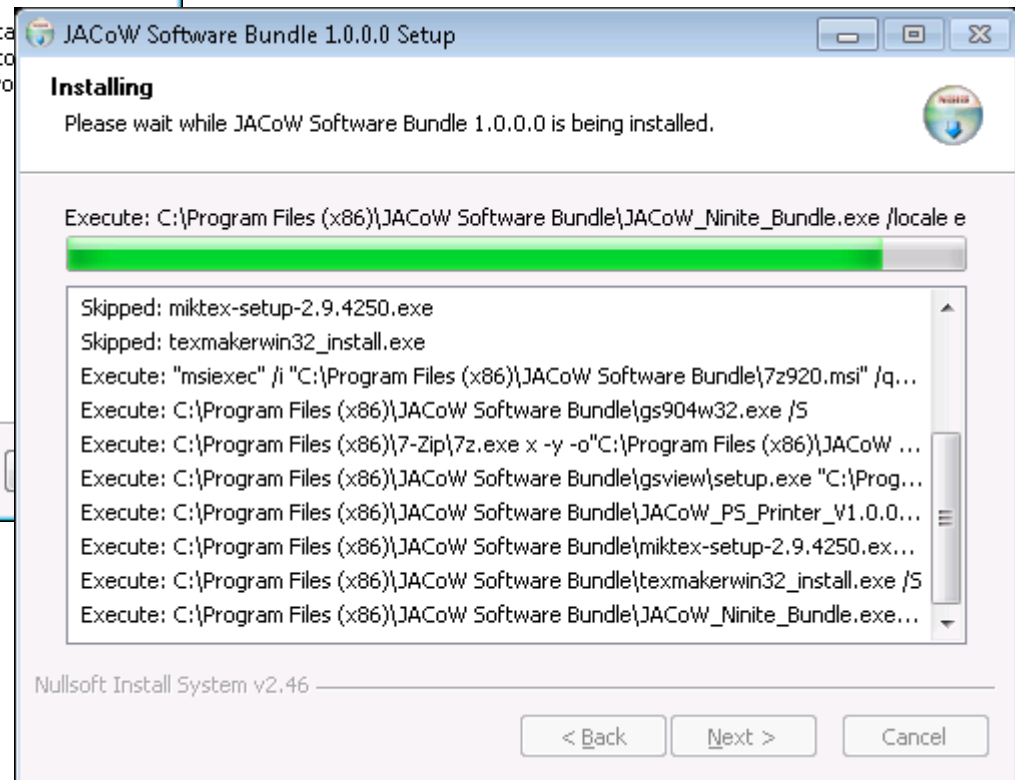 JACoW Software Bundle 1.0.0.0 Setup
Installing
Please wait while JACoW Software Bundle 1.0.0.0 is being installed.
Execute: C:\Program Files (x86)\JACoW Software Bundle\JACoW_Ninite_Bundle.exe /locale e
Skipped: miktex-setup-2.9.4250.exe
Skipped: texmakerwin32_install.exe
Execute: "msiexec" /i "C:\Program Files (x86)\JACoW Software Bundle\7z920.msi" /q...
Execute: C:\Program Files (x86)\JACoW Software Bundle\gs904w32.exe /S
Execute: C:\Program Files (x86)\7-Zip\7z.exe x -y -o"C:\Program Files (x86)\JACoW ...
Execute: C:\Program Files (x86)\JACoW Software Bundle\gsview\setup.exe "C:\Prog...
Execute: C:\Program Files (x86)\JACoW Software Bundle\JACoW_PS_Printer_V1.0.0...
Execute: C:\Program Files (x86)\JACoW Software Bundle\miktex-setup-2.9.4250.ex...
Execute: C:\Program Files (x86)\JACoW Software Bundle\texmakerwin32_install.exe /S
Execute: C:\Program Files (x86)\JACoW Software Bundle\JACoW_Ninite_Bundle.exe...
Nullsoft Install System v2.46
< Back
Next >
Cancel